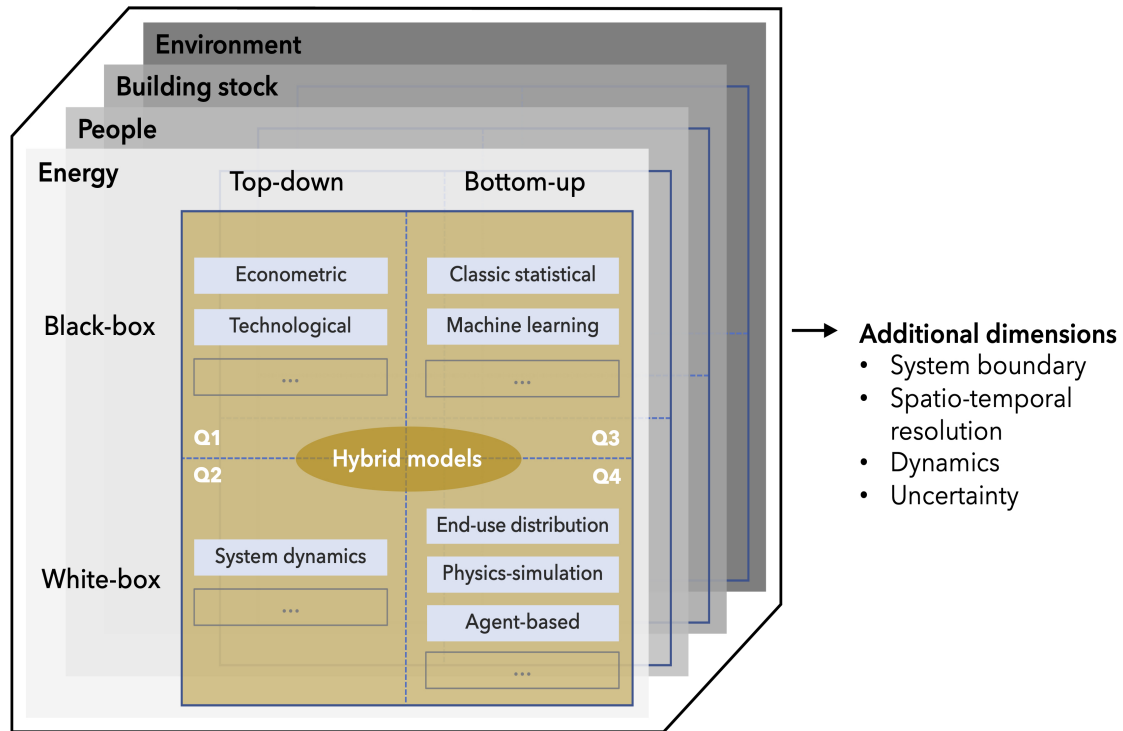 Environment
Building stock
People
Energy
Top-down
Bottom-up
Black-box
Econometric
Classic statistical
Technological
Machine learning
...
...
Q1
Q3
Hybrid models
Q2
Q4
White-box
End-use distribution
System dynamics
Physics-simulation
...
Agent-based
...
Additional dimensions
• System boundary
• Spatio-temporal
resolution
• Dynamics
• Uncertainty